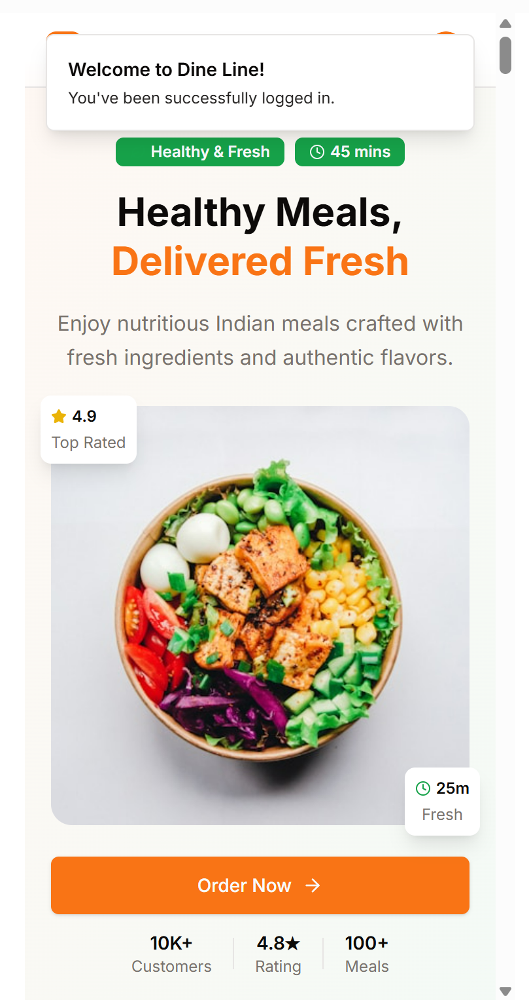 Welcome to Dine Line!
You've been successfully logged in.
Healthy & Fresh
45 mins
Healthy Meals,
Delivered Fresh
Enjoy nutritious Indian meals crafted with
fresh ingredients and authentic flavors.
4.9
Top Rated
25m
Fresh
Order Now →
10K+
Customers
4.8★
Rating
100+
Meals